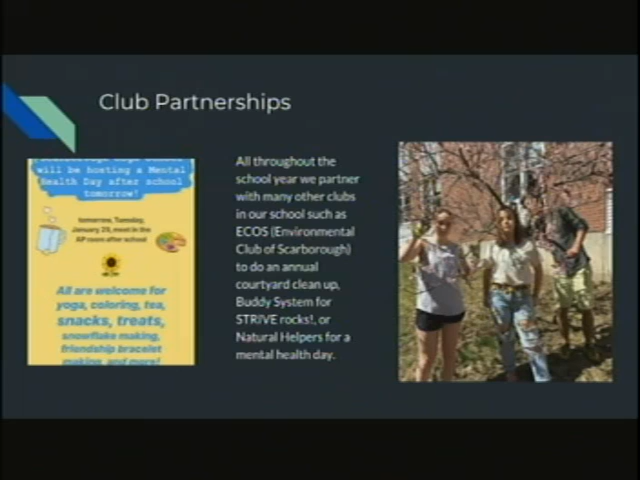 Club Partnerships
will be hosting a Mental
Health Day after school
tomorrow!
tomorrow, Tuesday,
January 25, meet in the
AP room after school
All are welcome for
yoga, coloring, tea,
snacks, treats,
snowflake making,
friendship bracelet
making, and more!
All throughout the
school year we partner
with many other clubs
in our school such as
ECOS (Environmental
Club of Scarborough)
to do an annual
courtyard clean up,
Buddy System for
STRIVE rocks!, or
Natural Helpers for a
mental health day.